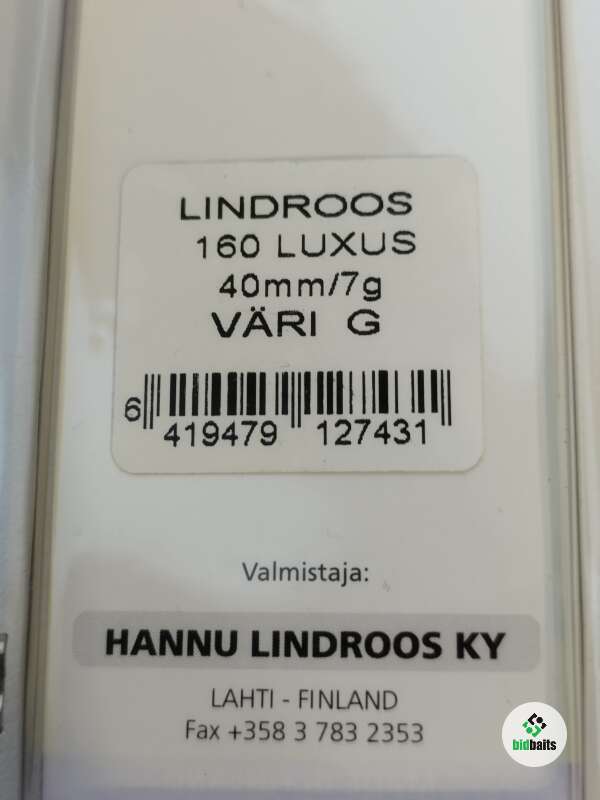 LINDROOS
160 LUXUS
40mm/7g
VÄRI G
6 419479 127431
Valmistaja:
HANNU LINDROOS KY
LAHTI - FINLAND
Fax +358 3 783 2353
bidbaits